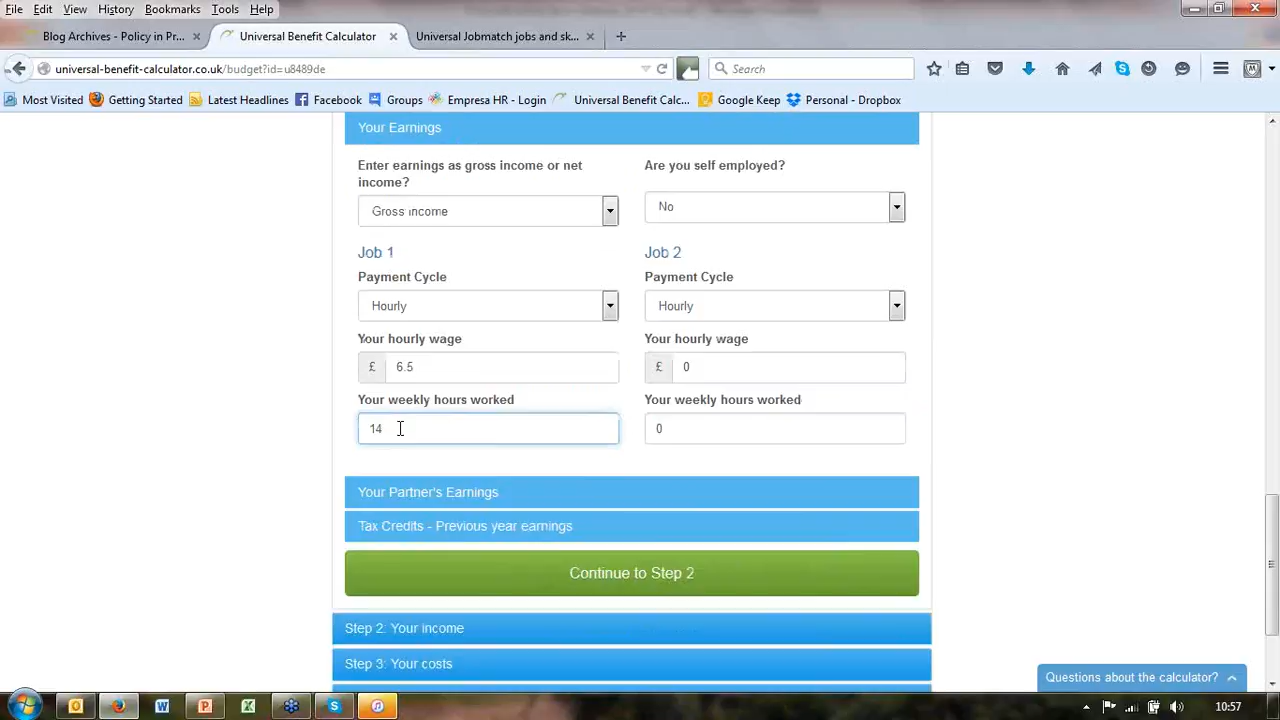 File Edit View History Bookmarks Tools Help
Blog Archives - Policy in Pr... Universal Benefit Calculator Universal Jobmatch jobs and sk...
universal-benefit-calculator.co.uk/budget?id=u8489de Search
Most Visited Getting Started Latest Headlines Facebook Groups Empresa HR - Login Universal Benefit Calc... Google Keep Personal - Dropbox
Your Earnings
Enter earnings as gross income or net
income?
Are you self employed?
Gross income
No
Job 1
Job 2
Payment Cycle
Payment Cycle
Hourly
Hourly
Your hourly wage
Your hourly wage
£ 6.5
£ 0
Your weekly hours worked
Your weekly hours worked
14
0
Your Partner's Earnings
Tax Credits - Previous year earnings
Continue to Step 2
Step 2: Your income
Step 3: Your costs
Questions about the calculator?
10:57